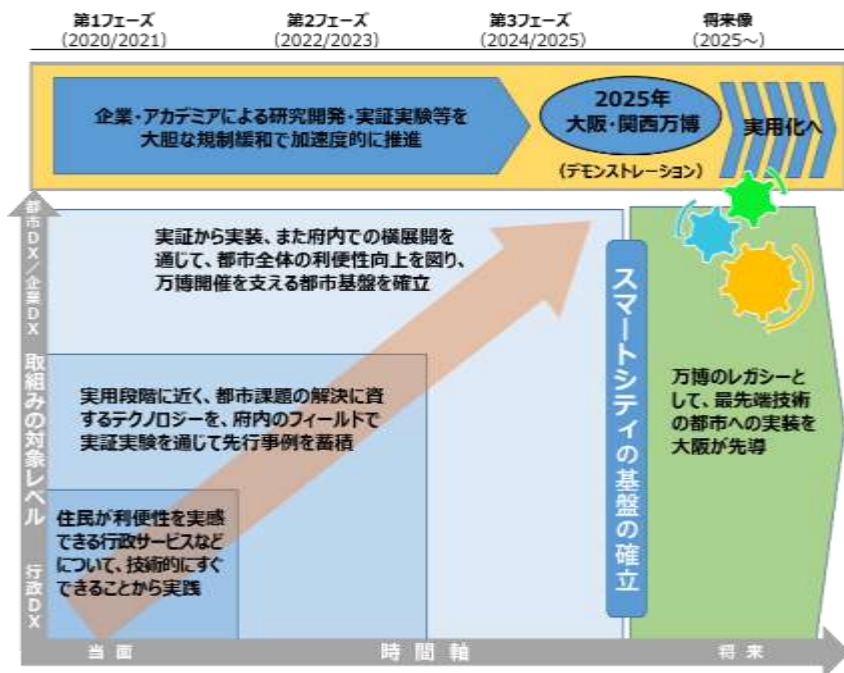 第1フェーズ
(2020/2021)
第2フェーズ
(2022/2023)
第3フェーズ
(2024/2025)
将来像
(2025～)
企業・アカデミアによる研究開発・実証実験等を
大胆な規制緩和で加速度的に推進
2025年
大阪・関西万博
(デモンストレーション)
実用化へ
都市DX／企業DX
取組みの対象レベル
行政DX
実証から実装、また府内での横展開を
通じて、都市全体の利便性向上を図り、
万博開催を支える都市基盤を確立
実用段階に近く、都市課題の解決に資
するテクノロジーを、府内のフィールドで
実証実験を通じて先行事例を蓄積
住民が利便性を実感
できる行政サービスなど
について、技術的にすぐ
できることから実践
スマートシティの基盤の確立
万博のレガシーと
して、最先端技術
の都市への実装を
大阪が先導
当面
時間軸
将来